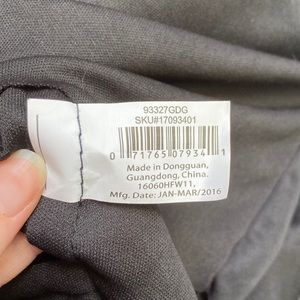 93327GDG
SKU#17093401
0 71765 07934 1
Made in Dongguan,
Guangdong, China.
16060HFW11,
Mfg. Date: JAN-MAR/2016